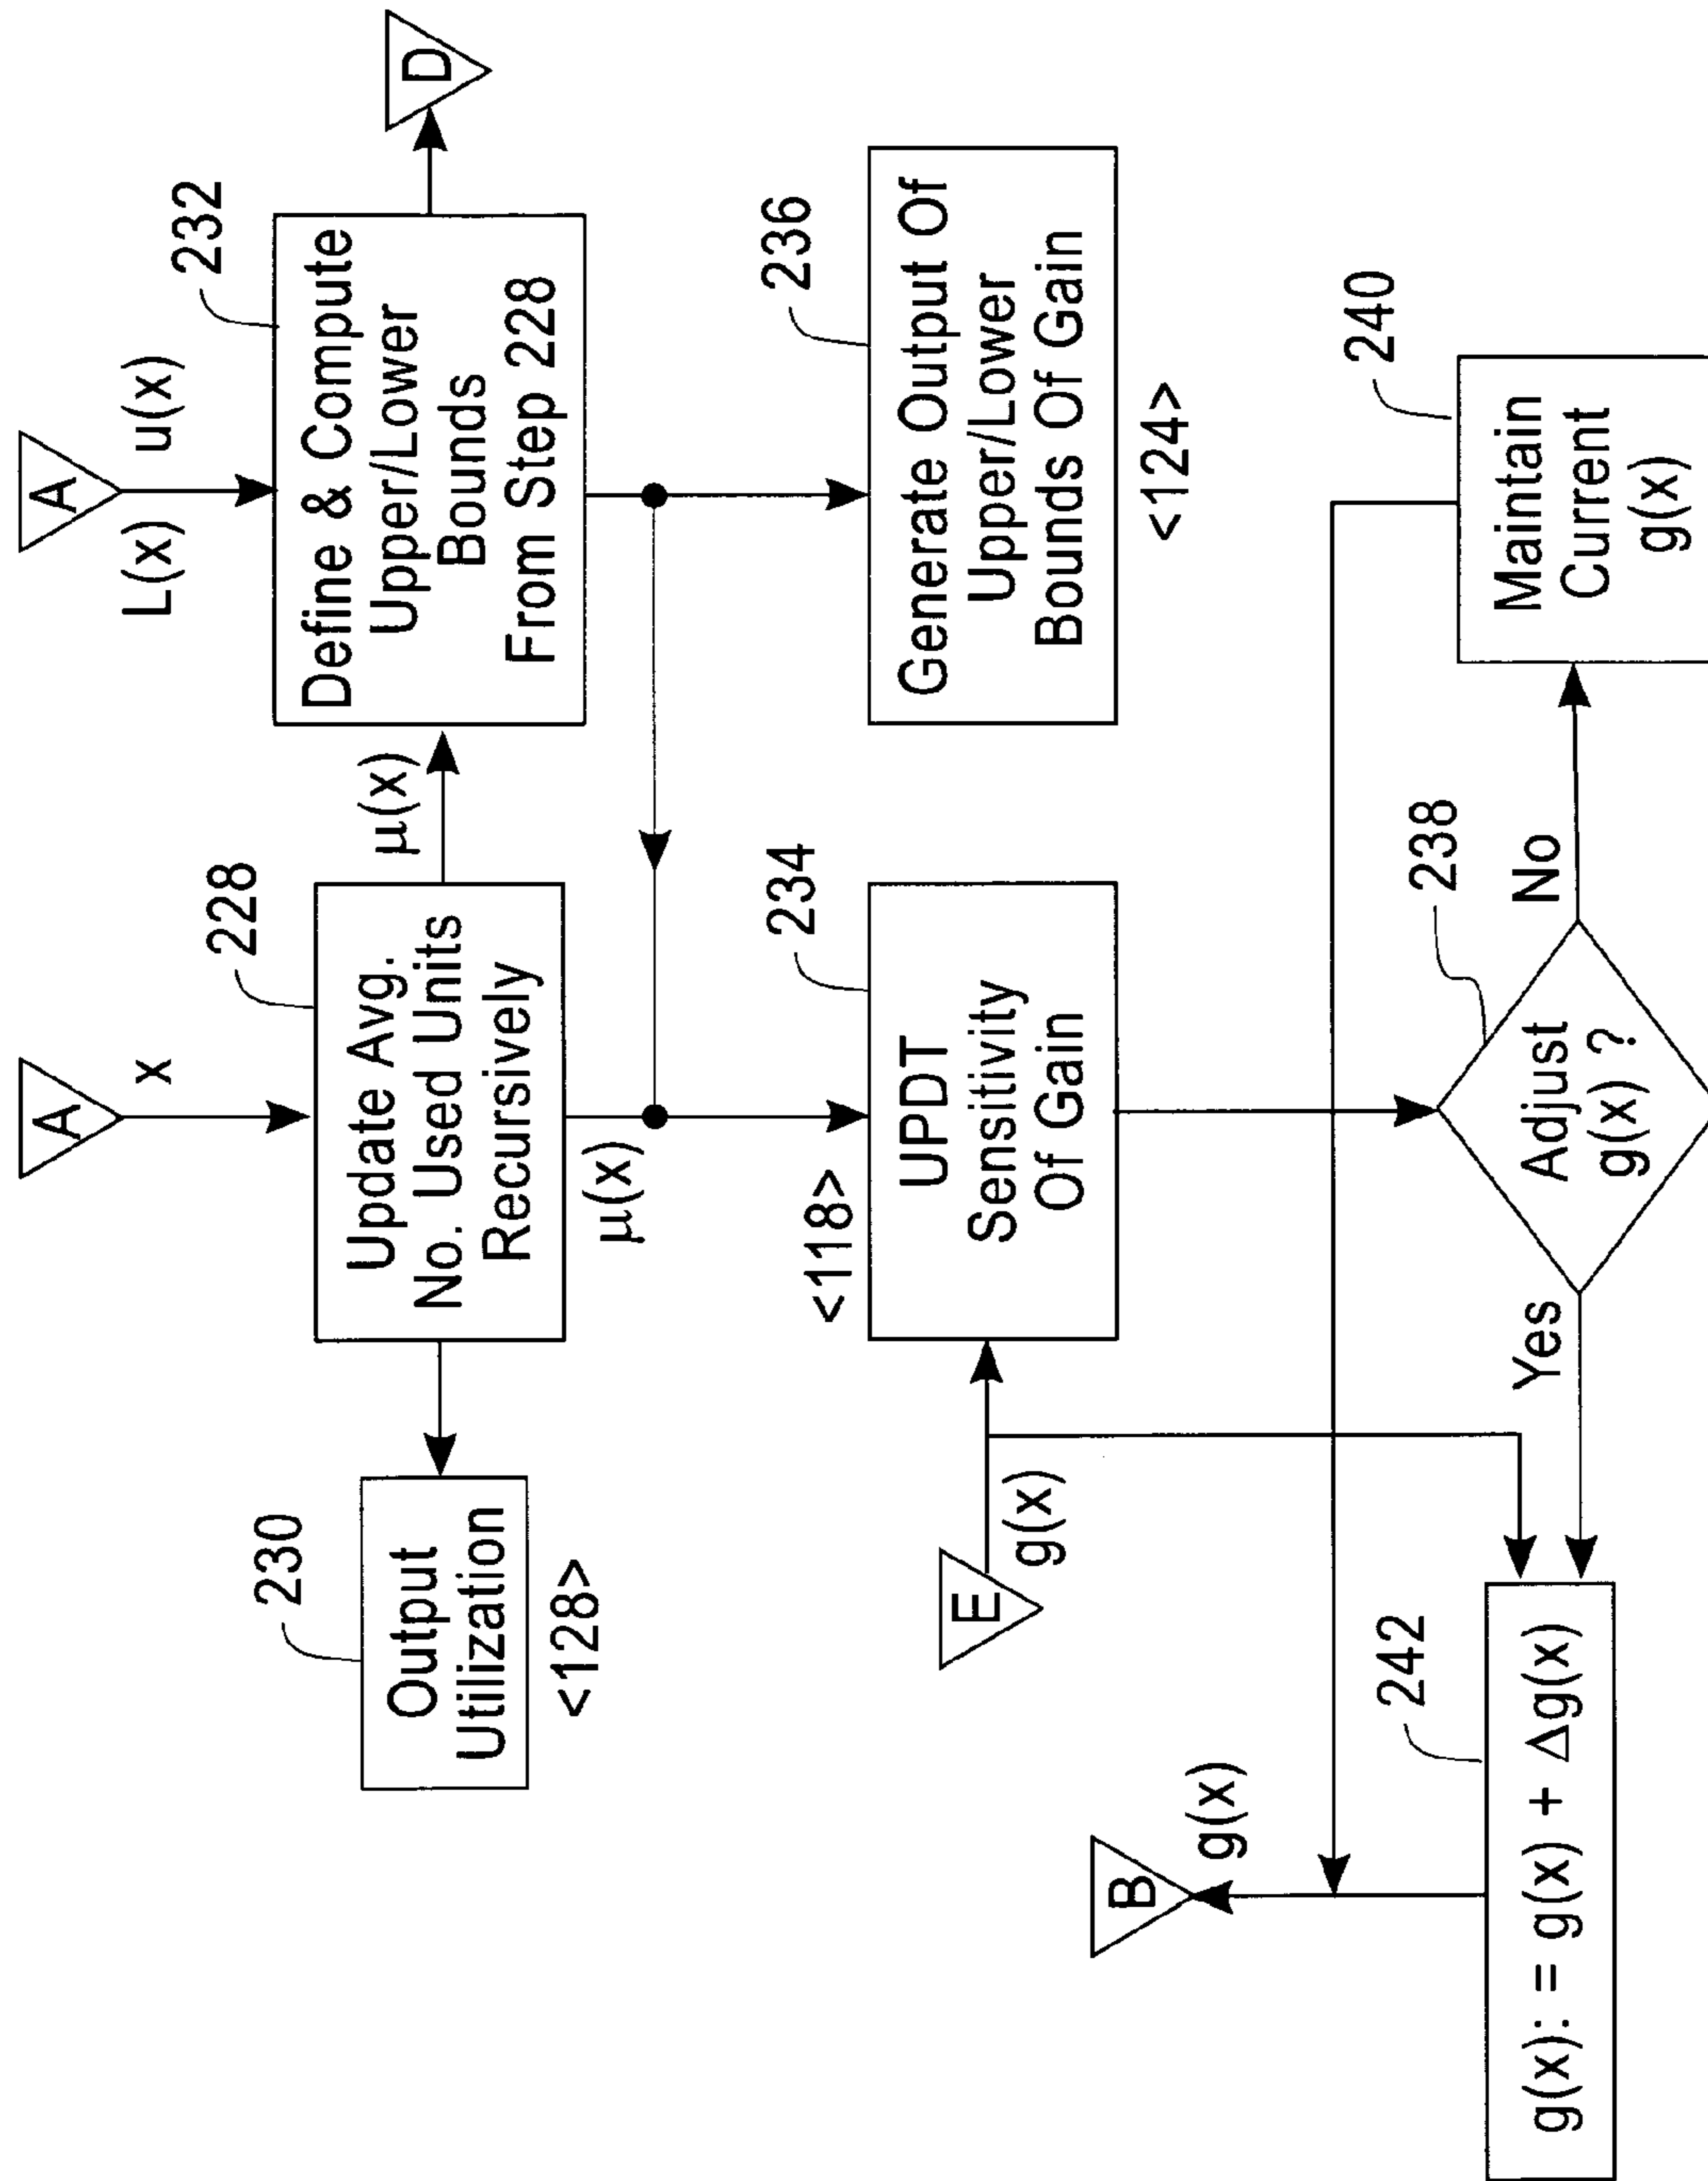 A
x
A
L(x)
u(x)
228
Update Avg.
No. Used Units
Recursively
230
Output
Utilization
<128>
μ(x)
232
Define & Compute
Upper/Lower
Bounds
From Step 228
D
μ(x)
<118>
234
UPDT
Sensitivity
Of Gain
236
Generate Output Of
Upper/Lower
Bounds Of Gain
<124>
E
g(x)
B
g(x)
238
Adjust
g(x) ?
Yes
No
240
Maintain
Current
g(x)
242
g(x): = g(x) + Δg(x)